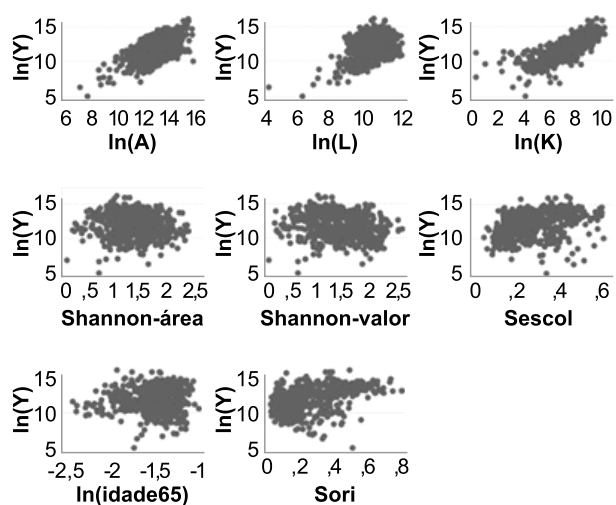 ln(Y)
15
10
5
6 8 10 12 14 16
ln(A)
ln(Y)
15
10
5
4 6 8 10 12
ln(L)
ln(Y)
15
10
5
0 2 4 6 8 10
ln(K)
ln(Y)
15
10
5
0 ,5 1 1,5 2 2,5
Shannon-área
ln(Y)
15
10
5
0 ,5 1 1,5 2 2,5
Shannon-valor
ln(Y)
15
10
5
0 ,2 ,4 ,6
Sescol
ln(Y)
15
10
5
-2,5 -2 -1,5 -1
ln(idade65)
ln(Y)
15
10
5
0 ,2 ,4 ,6 ,8
Sori